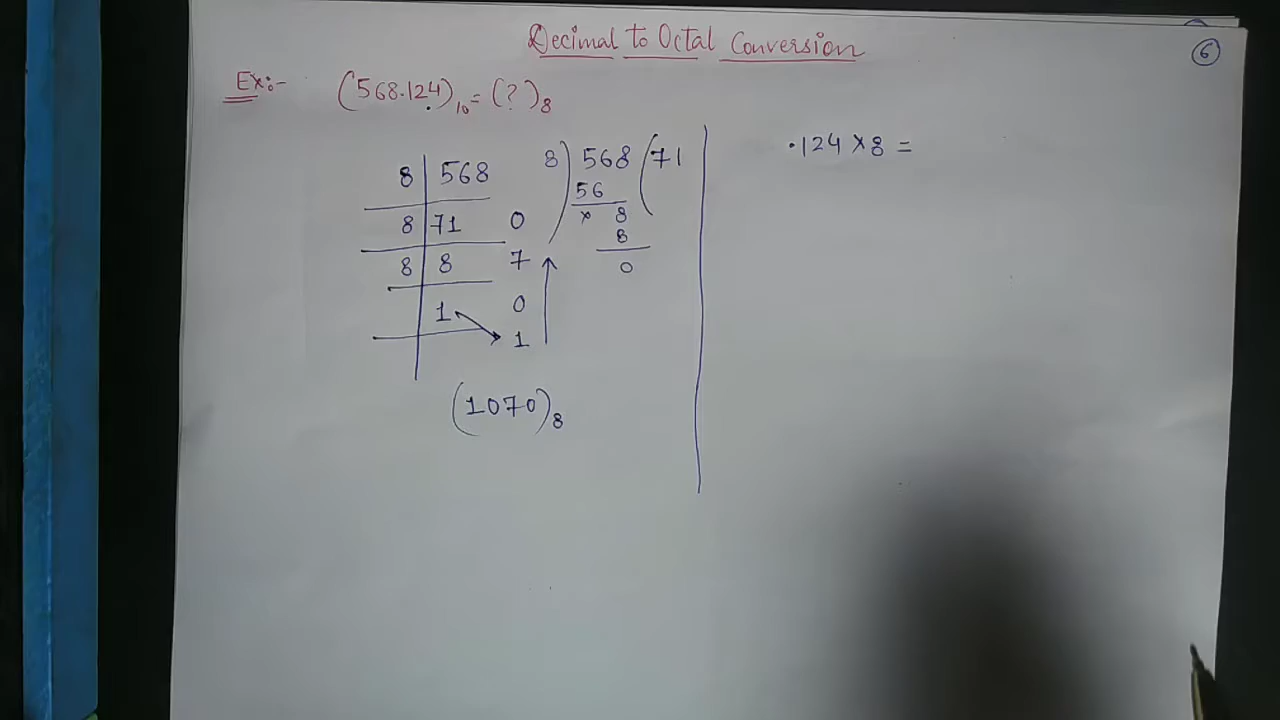 Decimal to Octal Conversion
6
Ex:- (568.124)10 = (?)8
8 | 568
8 | 71 0
8 | 8 7
1 0
1
(1070)8
8 ) 568 ( 71
56
× 8
8
0
.124 × 8 =